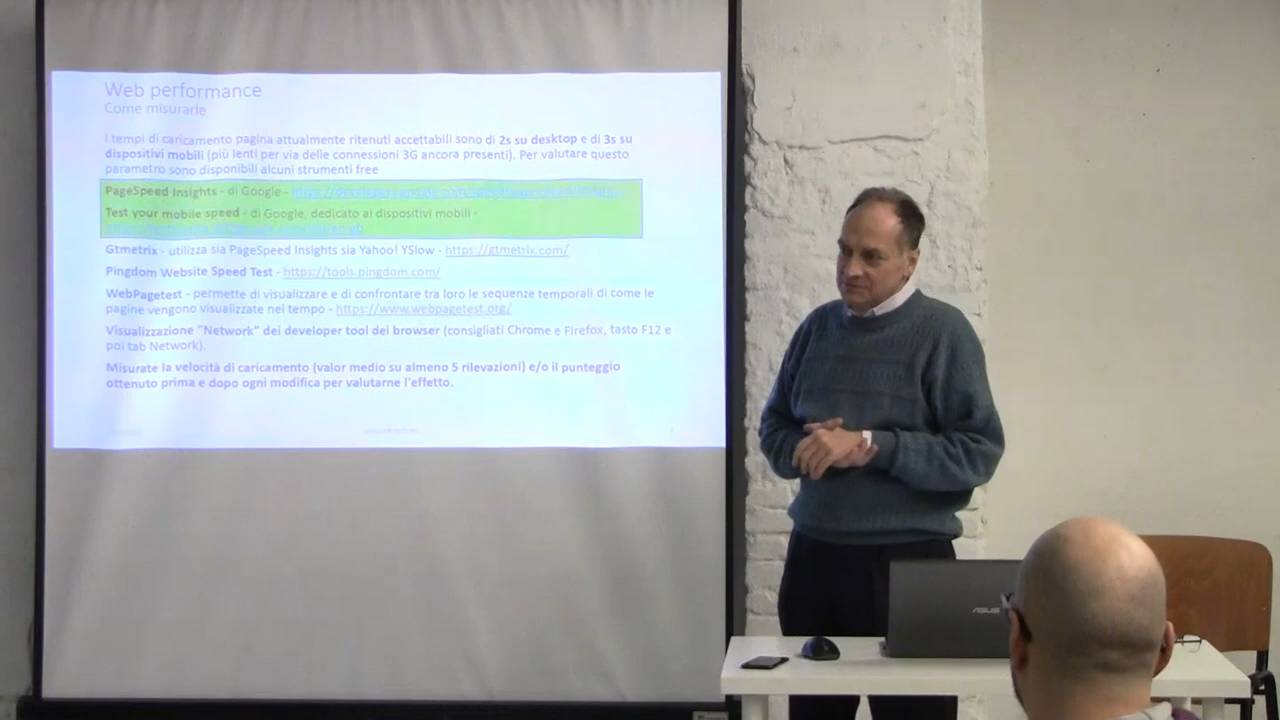 Web performance
Come misurarle
I tempi di caricamento pagina attualmente ritenuti accettabili sono di 2s su desktop e di 3s su
dispositivi mobili (più lenti per via delle connessioni 3G ancora presenti). Per valutare questo
parametro sono disponibili alcuni strumenti free
PageSpeed Insights - di Google -
Test your mobile speed - di Google, dedicato ai dispositivi mobili -
Gtmetrix - utilizza sia PageSpeed Insights sia Yahoo! YSlow - https://gtmetrix.com/
Pingdom Website Speed Test - https://tools.pingdom.com/
WebPagetest - permette di visualizzare e di confrontare tra loro le sequenze temporali di come le
pagine vengono visualizzate nel tempo - https://www.webpagetest.org/
Visualizzazione "Network" dei developer tool dei browser (consigliati Chrome e Firefox, tasto F12 e
poi tab Network).
Misurate la velocità di caricamento (valor medio su almeno 5 rilevazioni) e/o il punteggio
ottenuto prima e dopo ogni modifica per valutarne l'effetto.
ASUS